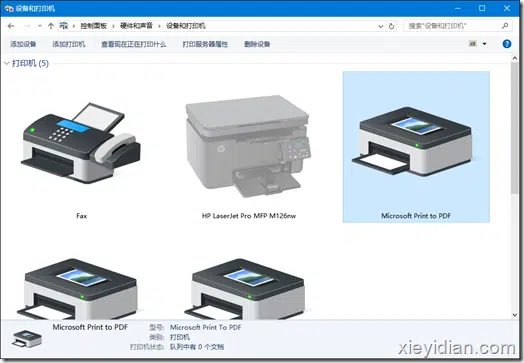 设备和打印机
控制面板 › 硬件和声音 › 设备和打印机
搜索"设备和打印机"
添加设备 添加打印机 查看现在正在打印什么 打印服务器属性 删除设备
打印机 (5)
Fax
HP LaserJet Pro MFP M126nw
Microsoft Print to PDF
Microsoft Print to PDF
型号: Microsoft Print To PDF
类别: 打印机
打印机状态: 队列中有 0 个文档
xieyidian.com